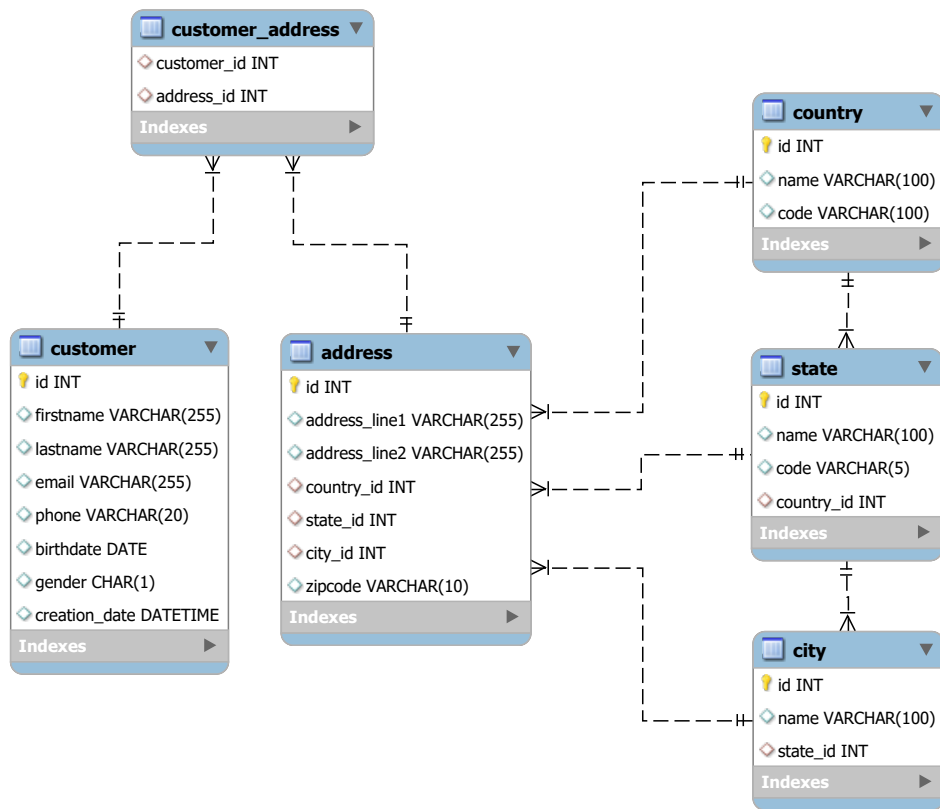 customer_address
customer_id INT
address_id INT
Indexes
country
id INT
name VARCHAR(100)
code VARCHAR(100)
Indexes
customer
id INT
firstname VARCHAR(255)
lastname VARCHAR(255)
email VARCHAR(255)
phone VARCHAR(20)
birthdate DATE
gender CHAR(1)
creation_date DATETIME
Indexes
address
id INT
address_line1 VARCHAR(255)
address_line2 VARCHAR(255)
country_id INT
state_id INT
city_id INT
zipcode VARCHAR(10)
Indexes
state
id INT
name VARCHAR(100)
code VARCHAR(5)
country_id INT
Indexes
city
id INT
name VARCHAR(100)
state_id INT
Indexes